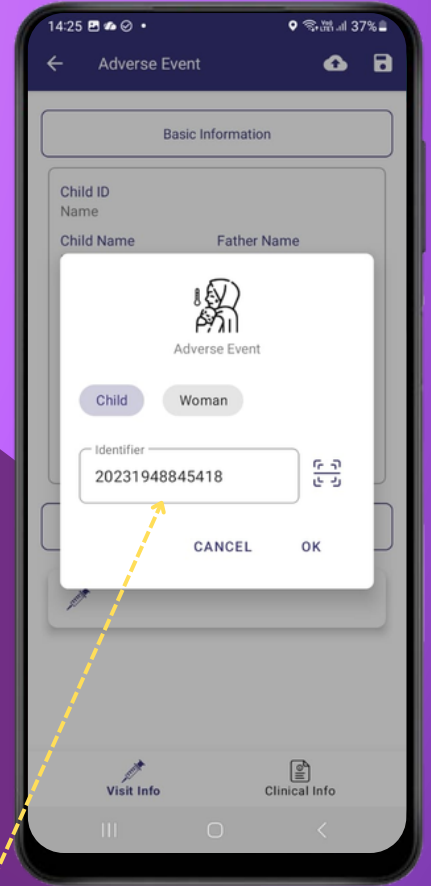 14:25
37%
Adverse Event
Basic Information
Child ID
Name
Child Name Father Name
Adverse Event
Child Woman
Identifier
20231948845418
CANCEL OK
Visit Info Clinical Info